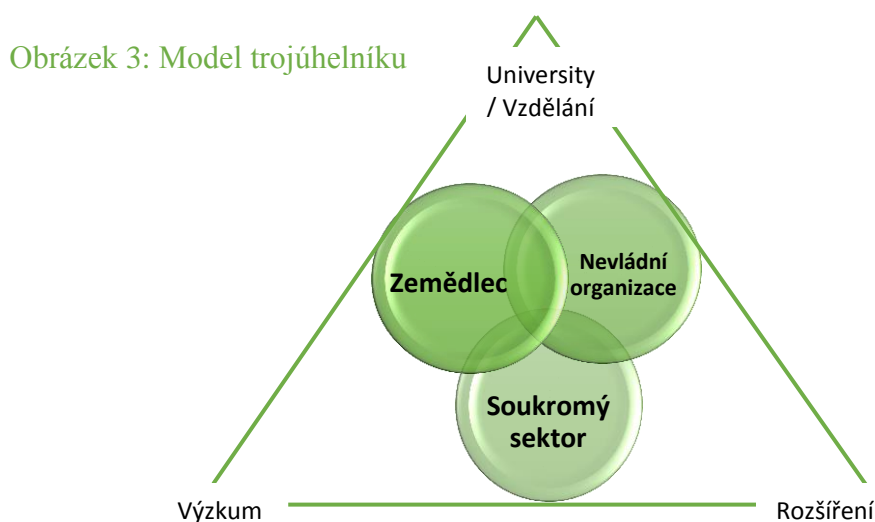 Obrázek 3: Model trojúhelníku
University
/ Vzdělání
Zemědlec
Nevládní
organizace
Soukromý
sektor
Výzkum
Rozšíření